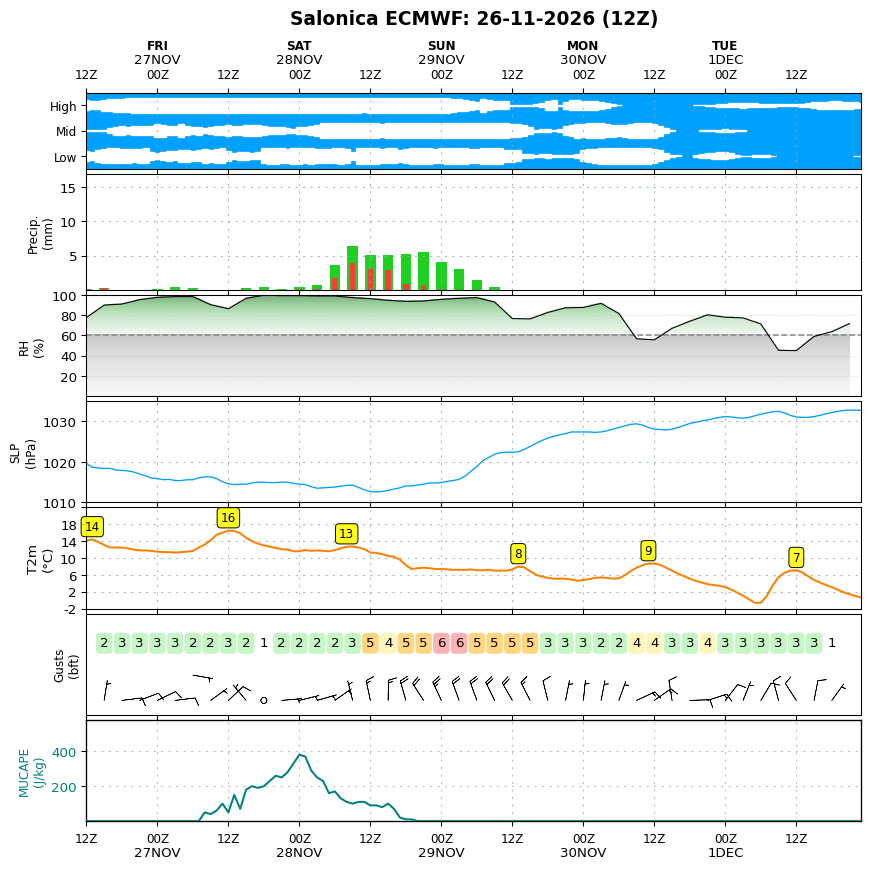 Salonica ECMWF: 26-11-2026 (12Z)
FRI SAT SUN MON TUE
27NOV 28NOV 29NOV 30NOV 1DEC
12Z 00Z 12Z 00Z 12Z 00Z 12Z 00Z 12Z 00Z 12Z
High
Mid
Low
Precip.
(mm)
15
10
5
RH
(%)
100
80
60
40
20
SLP
(hPa)
1030
1020
1010
T2m
(°C)
18
14
10
6
2
-2
14 16 13 8 9 7
Gusts
(bft)
2 3 3 3 3 2 2 3 2 1 2 2 2 2 3 5 4 5 5 6 6 5 5 5 5 3 3 3 2 2 4 4 3 3 4 3 3 3 3 3 3 1
MUCAPE
(J/kg)
400
200
12Z 00Z 12Z 00Z 12Z 00Z 12Z 00Z 12Z 00Z 12Z
27NOV 28NOV 29NOV 30NOV 1DEC